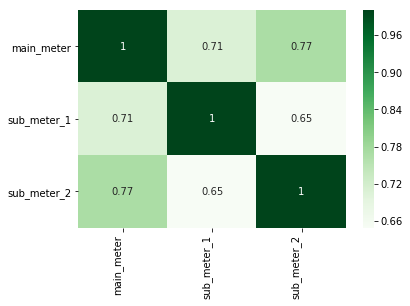 main_meter 1 0.71 0.77
sub_meter_1 0.71 1 0.65
sub_meter_2 0.77 0.65 1
main_meter
sub_meter_1
sub_meter_2
0.96
0.90
0.84
0.78
0.72
0.66